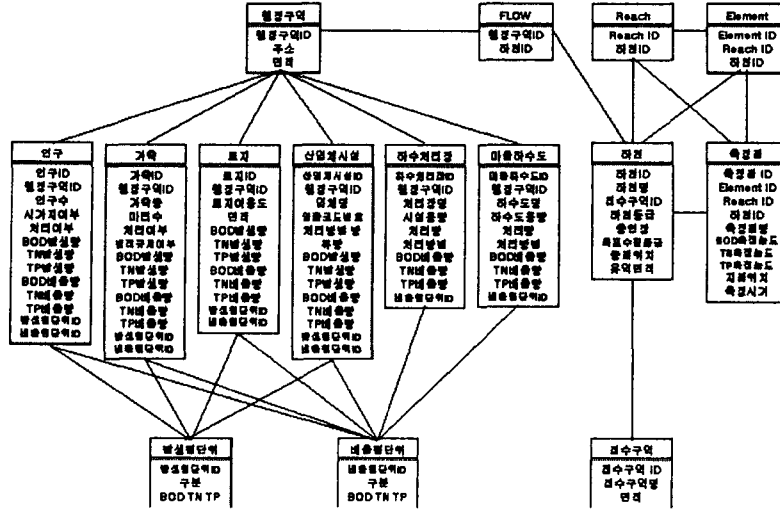 행정구역
행정구역ID
주소
면적
FLOW
행정구역ID
하천ID
Reach
Reach ID
하천ID
Element
Element ID
Reach ID
하천ID
인구
인구ID
행정구역ID
인구수
시가지여부
처리여부
BOD발생량
TN발생량
TP발생량
BOD배출량
TN배출량
TP배출량
발생원단위ID
배출원단위ID
가축
가축ID
행정구역ID
가축종
마리수
처리여부
법적규제여부
BOD발생량
TN발생량
TP발생량
BOD배출량
TN배출량
TP배출량
발생원단위ID
배출원단위ID
토지
토지ID
행정구역ID
토지이용도
면적
BOD발생량
TN발생량
TP발생량
BOD배출량
TN배출량
TP배출량
발생원단위ID
배출원단위ID
산업체시설
산업체시설ID
행정구역ID
업체명
업종코드번호
처리방법
폐수량
BOD발생량
TN발생량
TP발생량
BOD배출량
TN배출량
TP배출량
발생원단위ID
배출원단위ID
하수처리장
하수처리장ID
행정구역ID
처리장명
시설용량
처리량
처리방법
BOD배출량
TN배출량
TP배출량
배출원단위ID
마을하수도
마을하수도ID
행정구역ID
하수도명
하수도용량
처리량
처리방법
BOD배출량
TN배출량
TP배출량
배출원단위ID
하천
하천ID
하천명
집수구역ID
하천등급
총연장
목표수질등급
종료위치
유역면적
측정점
측정점 ID
Element ID
Reach ID
하천ID
측정점명
BOD측정농도
TN측정농도
TP측정농도
지점위치
측정시기
발생원단위
발생원단위ID
구분
BOD TN TP
배출원단위
배출원단위ID
구분
BOD TN TP
집수구역
집수구역 ID
집수구역명
면적